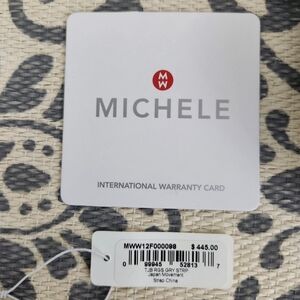 MW
MICHELE
INTERNATIONAL WARRANTY CARD
MWW12F000098 $ 445.00
0 99945 52813 7
TJB RGS GRY STRP
Japan Movement
Strap China